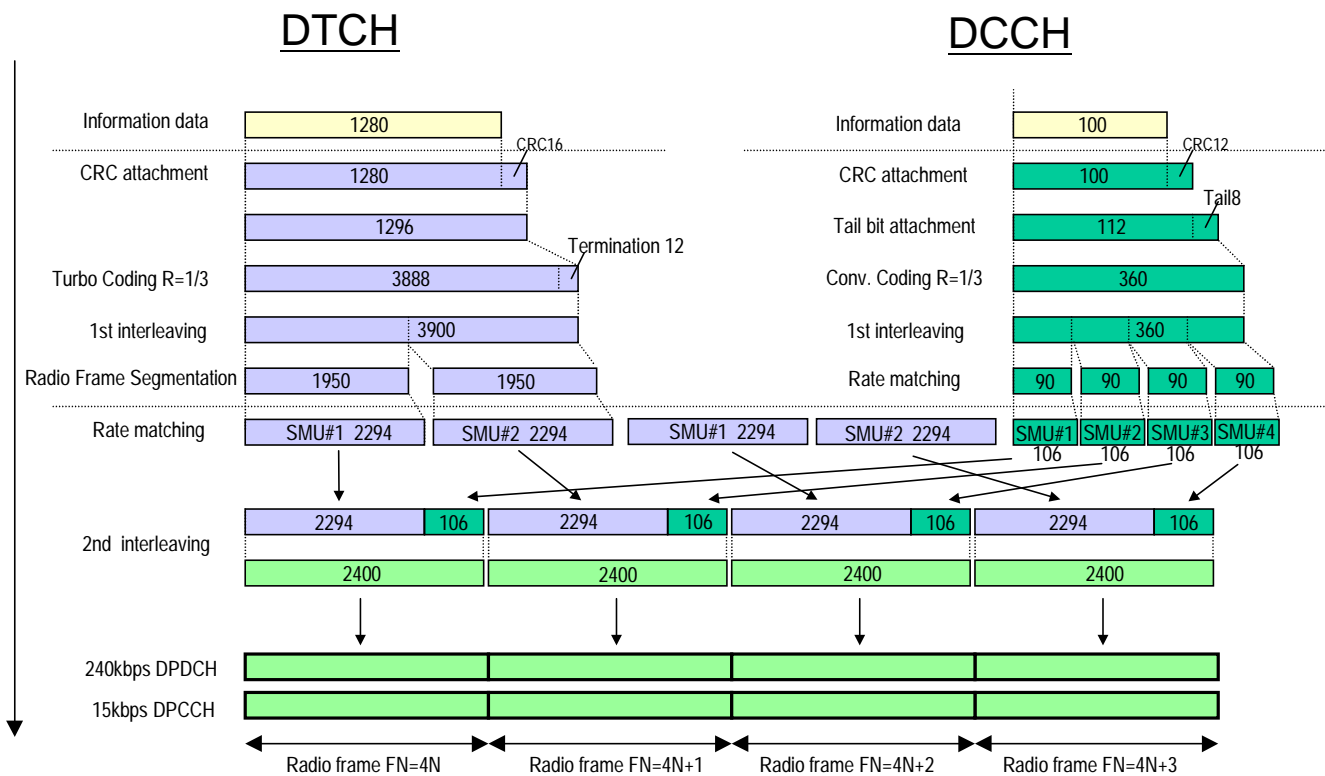 DTCH
DCCH
Information data
1280
Information data
100
CRC16
CRC12
CRC attachment
1280
CRC attachment
100
Tail8
1296
Tail bit attachment
112
Termination 12
Turbo Coding R=1/3
3888
Conv. Coding R=1/3
360
1st interleaving
3900
1st interleaving
360
Radio Frame Segmentation
1950
1950
Rate matching
90
90
90
90
Rate matching
SMU#1 2294
SMU#2 2294
SMU#1 2294
SMU#2 2294
SMU#1
SMU#2
SMU#3
SMU#4
106
106
106
106
2nd interleaving
2294
106
2294
106
2294
106
2294
106
2400
2400
2400
2400
240kbps DPDCH
15kbps DPCCH
Radio frame FN=4N
Radio frame FN=4N+1
Radio frame FN=4N+2
Radio frame FN=4N+3